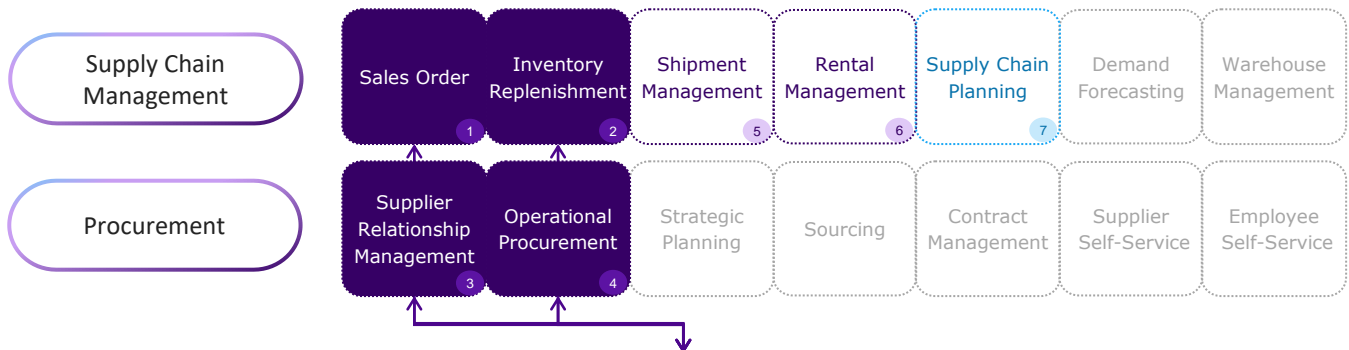 Supply Chain
Management
Sales Order
1
Inventory
Replenishment
2
Shipment
Management
5
Rental
Management
6
Supply Chain
Planning
7
Demand
Forecasting
Warehouse
Management
Procurement
Supplier
Relationship
Management
3
Operational
Procurement
4
Strategic
Planning
Sourcing
Contract
Management
Supplier
Self-Service
Employee
Self-Service